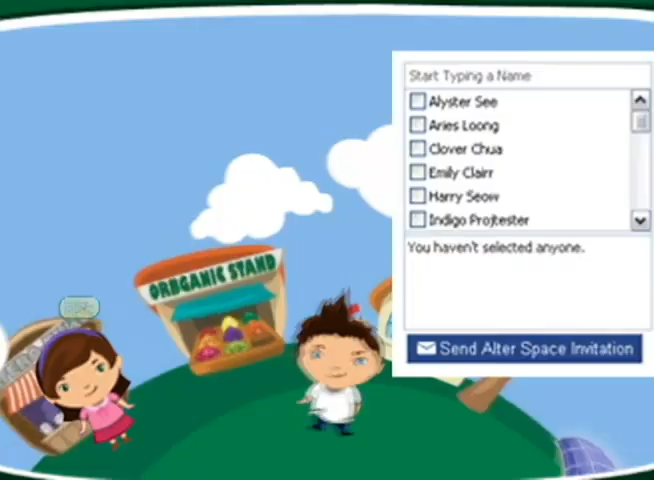 Start Typing a Name
Alyster See
Aries Loong
Clover Chua
Emily Clairr
Harry Seow
Indigo Projtester
You haven't selected anyone.
Send Alter Space Invitation
ORBGANIC STAND